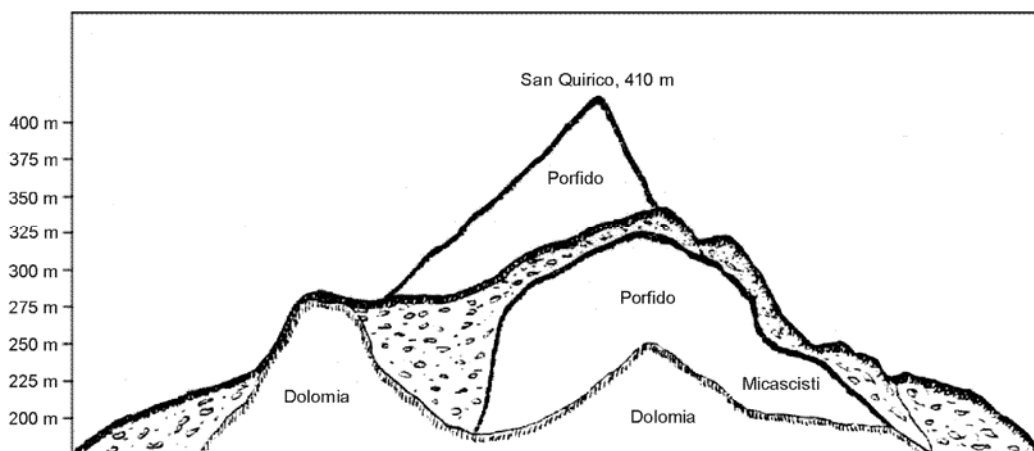 San Quirico, 410 m
400 m
375 m
350 m
325 m
300 m
275 m
250 m
225 m
200 m
Porfido
Porfido
Dolomia
Micascisti
Dolomia